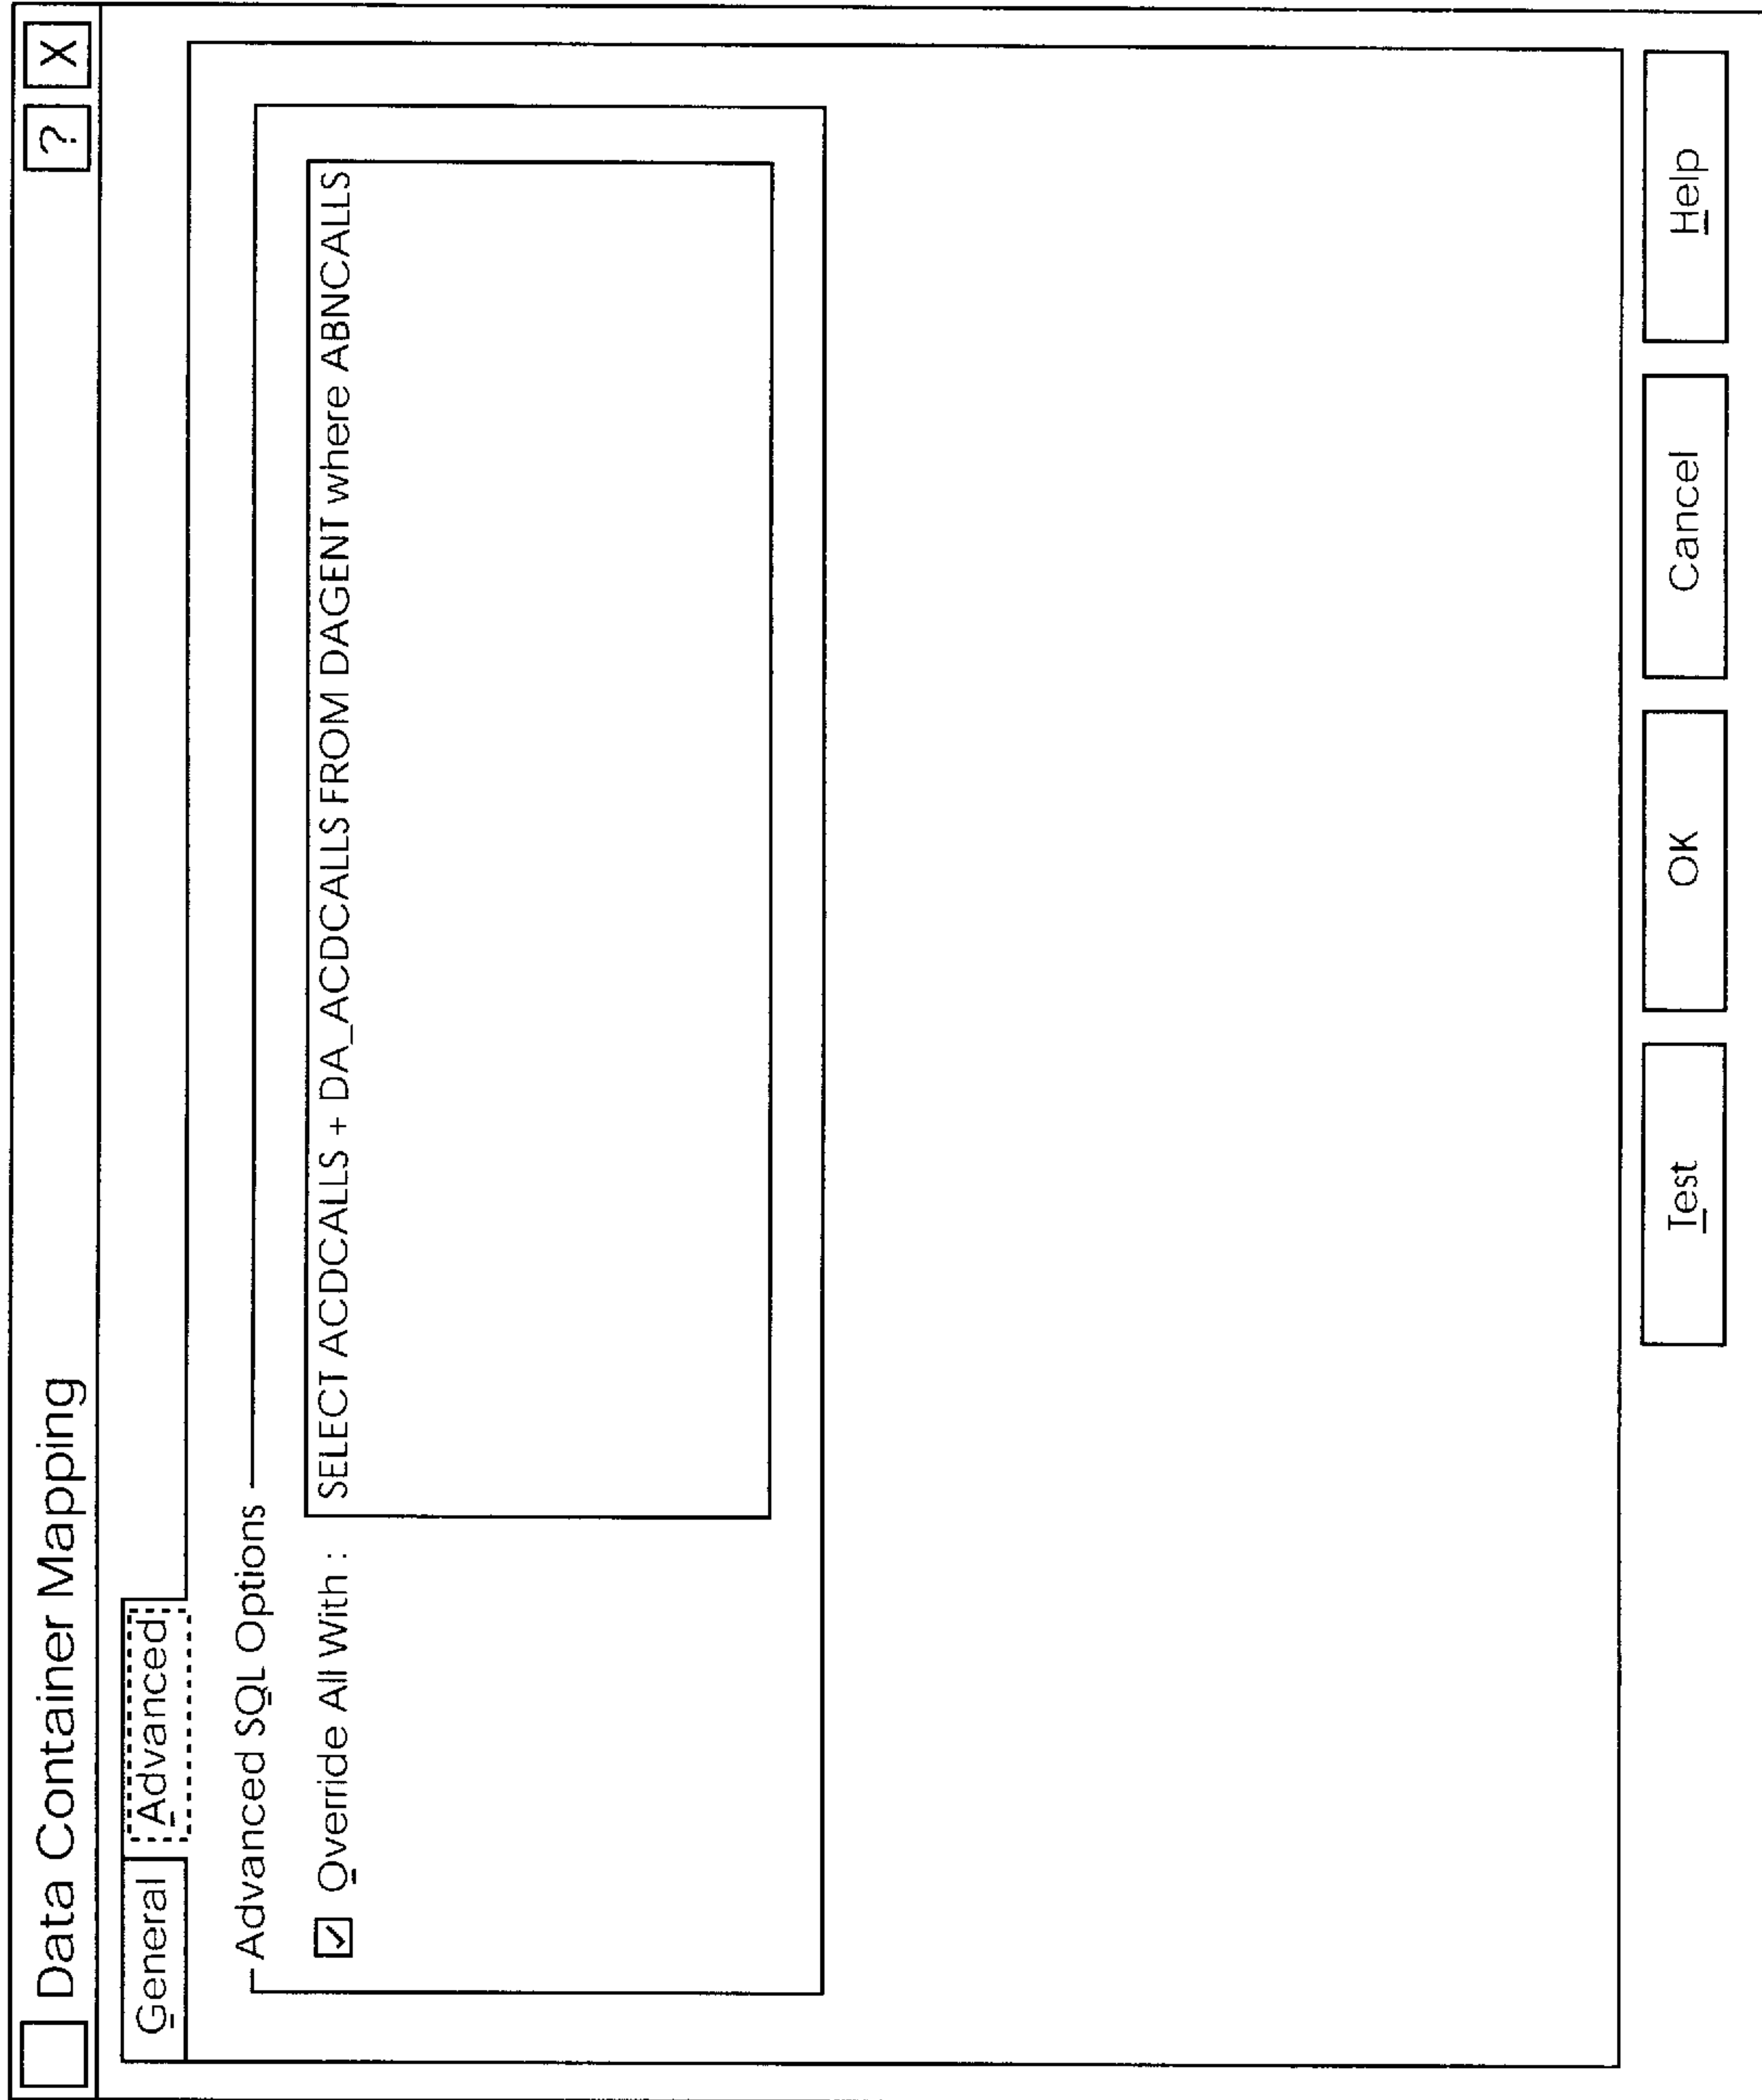 Data Container Mapping ? X
General Advanced
Advanced SQL Options
Override All With : SELECT ACDCALLS + DA_ACDCALLS FROM DAGENT where ABNCALLS
Test OK Cancel Help